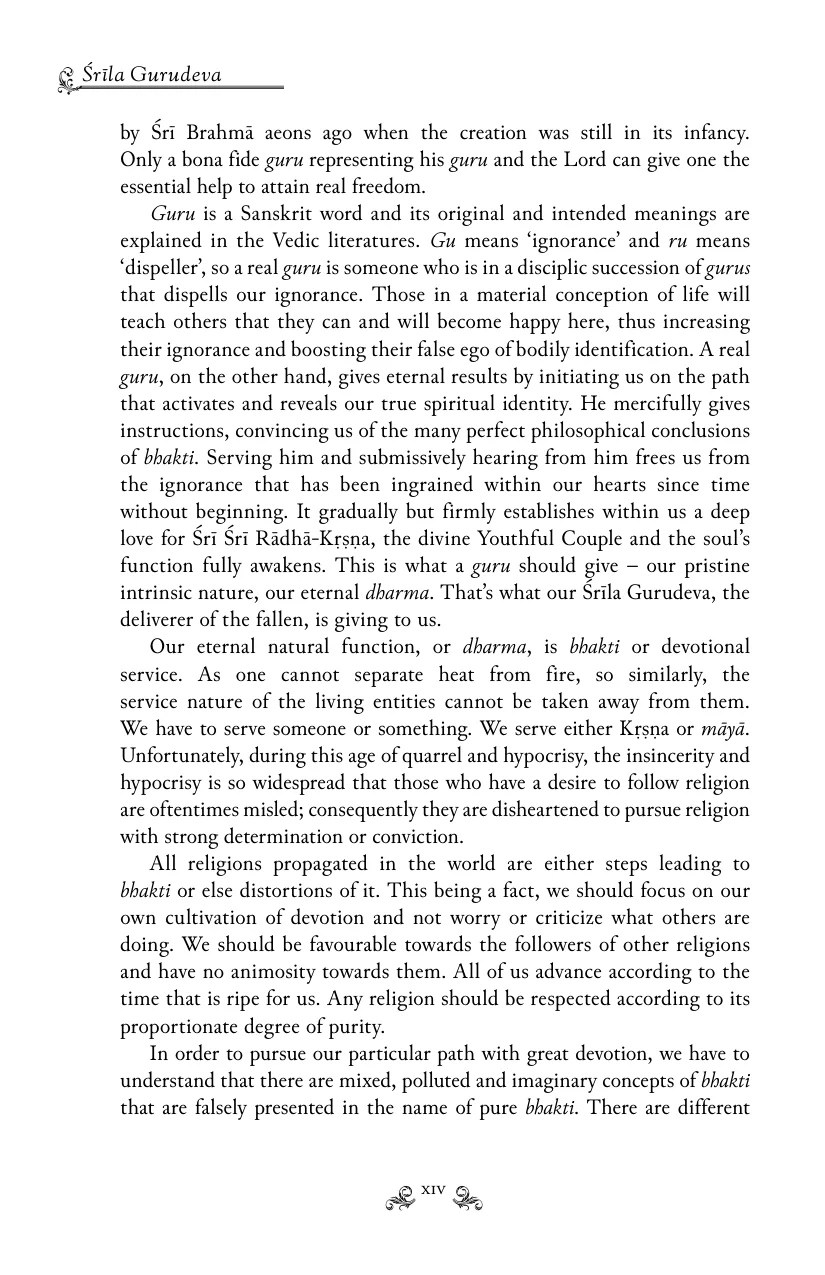 Śrīla Gurudeva
by Śrī Brahmā aeons ago when the creation was still in its infancy.
Only a bona fide guru representing his guru and the Lord can give one the
essential help to attain real freedom.
Guru is a Sanskrit word and its original and intended meanings are
explained in the Vedic literatures. Gu means ‘ignorance’ and ru means
‘dispeller’, so a real guru is someone who is in a disciplic succession of gurus
that dispells our ignorance. Those in a material conception of life will
teach others that they can and will become happy here, thus increasing
their ignorance and boosting their false ego of bodily identification. A real
guru, on the other hand, gives eternal results by initiating us on the path
that activates and reveals our true spiritual identity. He mercifully gives
instructions, convincing us of the many perfect philosophical conclusions
of bhakti. Serving him and submissively hearing from him frees us from
the ignorance that has been ingrained within our hearts since time
without beginning. It gradually but firmly establishes within us a deep
love for Śrī Śrī Rādhā-Kṛṣṇa, the divine Youthful Couple and the soul’s
function fully awakens. This is what a guru should give – our pristine
intrinsic nature, our eternal dharma. That’s what our Śrīla Gurudeva, the
deliverer of the fallen, is giving to us.
Our eternal natural function, or dharma, is bhakti or devotional
service. As one cannot separate heat from fire, so similarly, the
service nature of the living entities cannot be taken away from them.
We have to serve someone or something. We serve either Kṛṣṇa or māyā.
Unfortunately, during this age of quarrel and hypocrisy, the insincerity and
hypocrisy is so widespread that those who have a desire to follow religion
are oftentimes misled; consequently they are disheartened to pursue religion
with strong determination or conviction.
All religions propagated in the world are either steps leading to
bhakti or else distortions of it. This being a fact, we should focus on our
own cultivation of devotion and not worry or criticize what others are
doing. We should be favourable towards the followers of other religions
and have no animosity towards them. All of us advance according to the
time that is ripe for us. Any religion should be respected according to its
proportionate degree of purity.
In order to pursue our particular path with great devotion, we have to
understand that there are mixed, polluted and imaginary concepts of bhakti
that are falsely presented in the name of pure bhakti. There are different
XIV